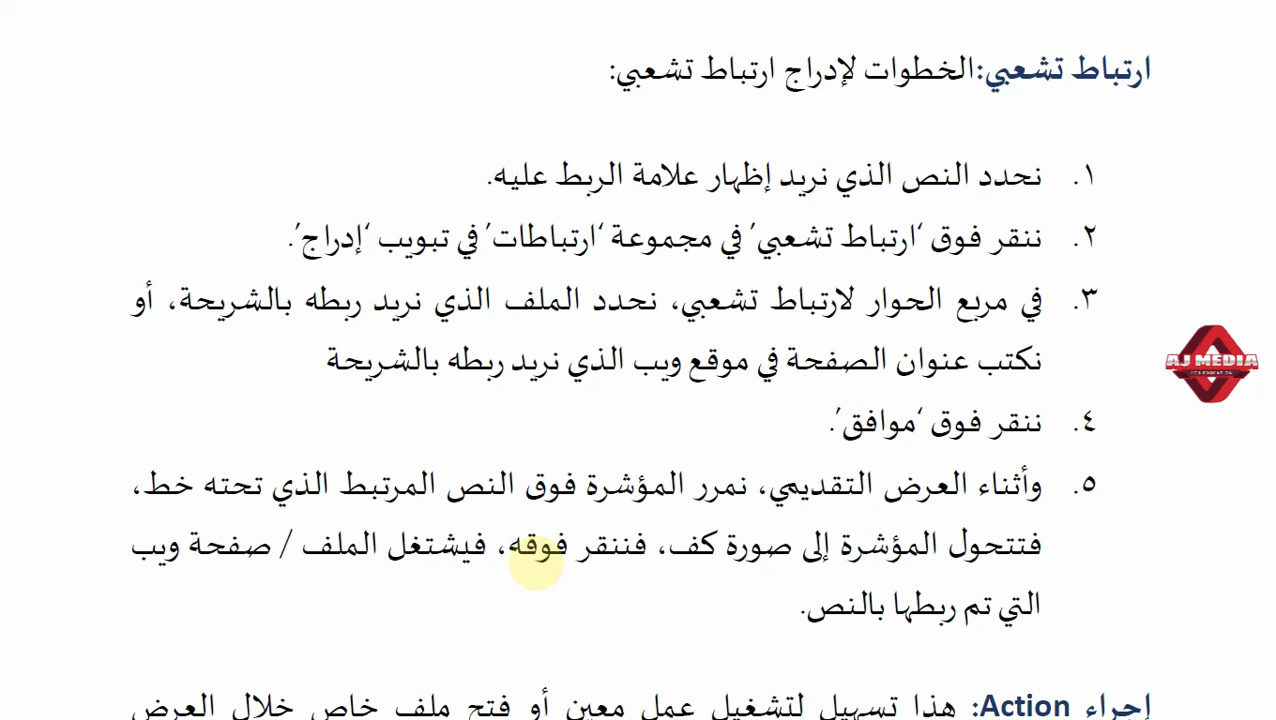 ارتباط تشعبي:الخطوات لإدراج ارتباط تشعبي:
١. نحدد النص الذي نريد إظهار علامة الربط عليه.
٢. ننقر فوق ‘ارتباط تشعبي’ في مجموعة ‘ارتباطات’ في تبويب ‘إدراج’.
٣. في مربع الحوار لارتباط تشعبي، نحدد الملف الذي نريد ربطه بالشريحة، أو
نكتب عنوان الصفحة في موقع ويب الذي نريد ربطه بالشريحة
AJ MEDIA
FOR EDUCATION
٤. ننقر فوق ‘موافق’.
٥. وأثناء العرض التقديمي، نمرر المؤشرة فوق النص المرتبط الذي تحته خط،
فتتحول المؤشرة إلى صورة كف، فننقر فوقه، فيشتغل الملف / صفحة ويب
التي تم ربطها بالنص.
إجراء Action: هذا تسهيل لتشغيل عمل معين أو فتح ملف خاص خلال العرض